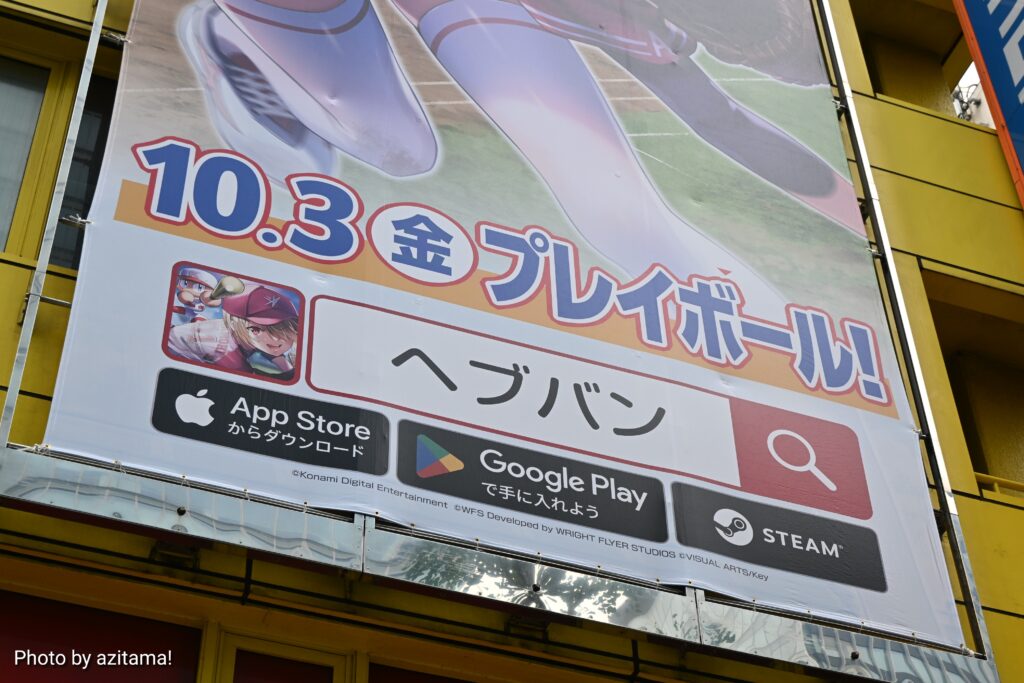 10.3 金 プレイボール!
ヘブバン
App Store
からダウンロード
Google Play
で手に入れよう
STEAM
©Konami Digital Entertainment ©WFS Developed by WRIGHT FLYER STUDIOS ©VISUAL ARTS/Key
Photo by azitama!